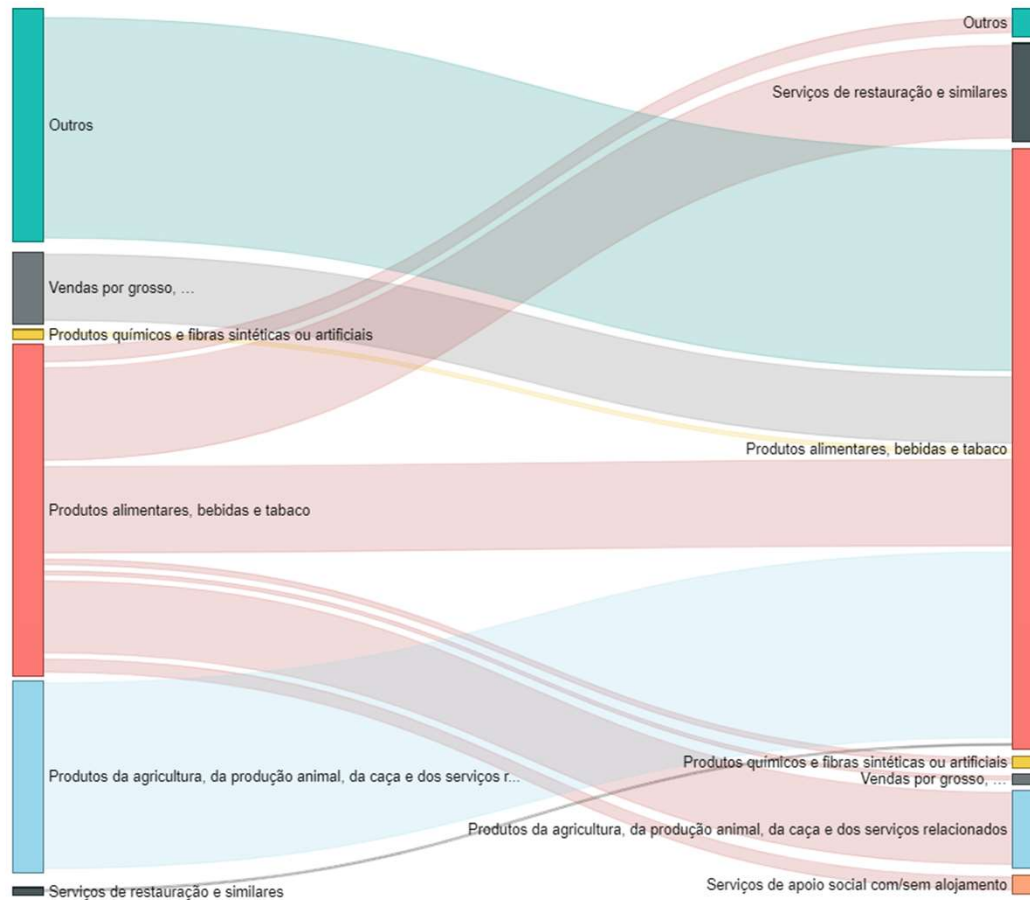 Outros
Vendas por grosso, ...
Produtos químicos e fibras sintéticas ou artificiais
Produtos alimentares, bebidas e tabaco
Produtos da agricultura, da produção animal, da caça e dos serviços r...
Serviços de restauração e similares
Outros
Serviços de restauração e similares
Produtos alimentares, bebidas e tabaco
Produtos químicos e fibras sintéticas ou artificiais
Vendas por grosso, ...
Produtos da agricultura, da produção animal, da caça e dos serviços relacionados
Serviços de apoio social com/sem alojamento